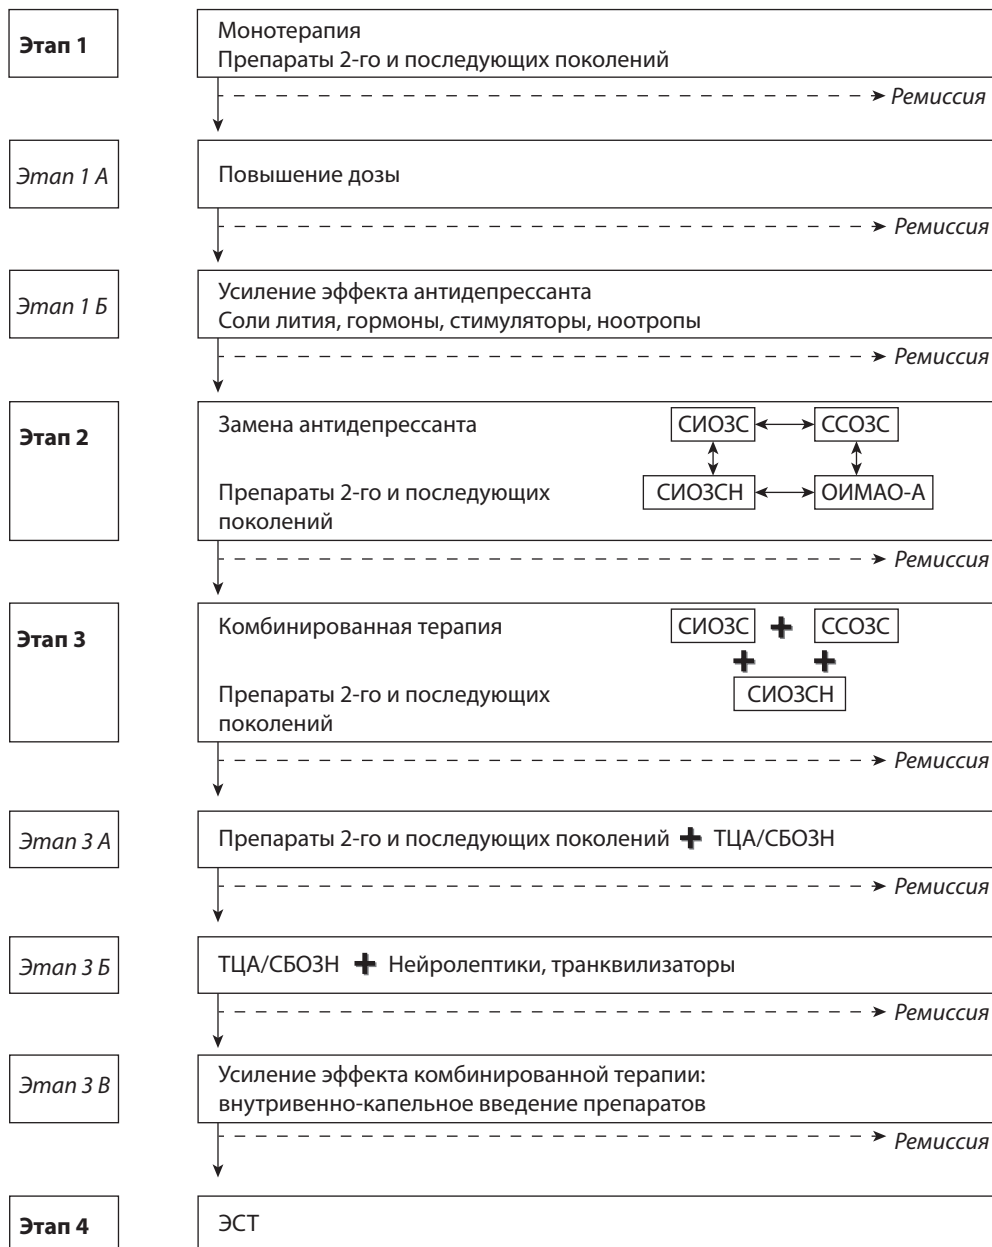 Этап 1
Монотерапия
Препараты 2-го и последующих поколений
Ремиссия
Этап 1 А
Повышение дозы
Ремиссия
Этап 1 Б
Усиление эффекта антидепрессанта
Соли лития, гормоны, стимуляторы, ноотропы
Ремиссия
Этап 2
Замена антидепрессанта
СИОЗС
ССОЗС
Препараты 2-го и последующих
поколений
СИОЗСН
ОИМАО-А
Ремиссия
Этап 3
Комбинированная терапия
СИОЗС + ССОЗС
+ +
Препараты 2-го и последующих
поколений
СИОЗСН
Ремиссия
Этап 3 А
Препараты 2-го и последующих поколений + ТЦА/СБОЗН
Ремиссия
Этап 3 Б
ТЦА/СБОЗН + Нейролептики, транквилизаторы
Ремиссия
Этап 3 В
Усиление эффекта комбинированной терапии:
внутривенно-капельное введение препаратов
Ремиссия
Этап 4
ЭСТ